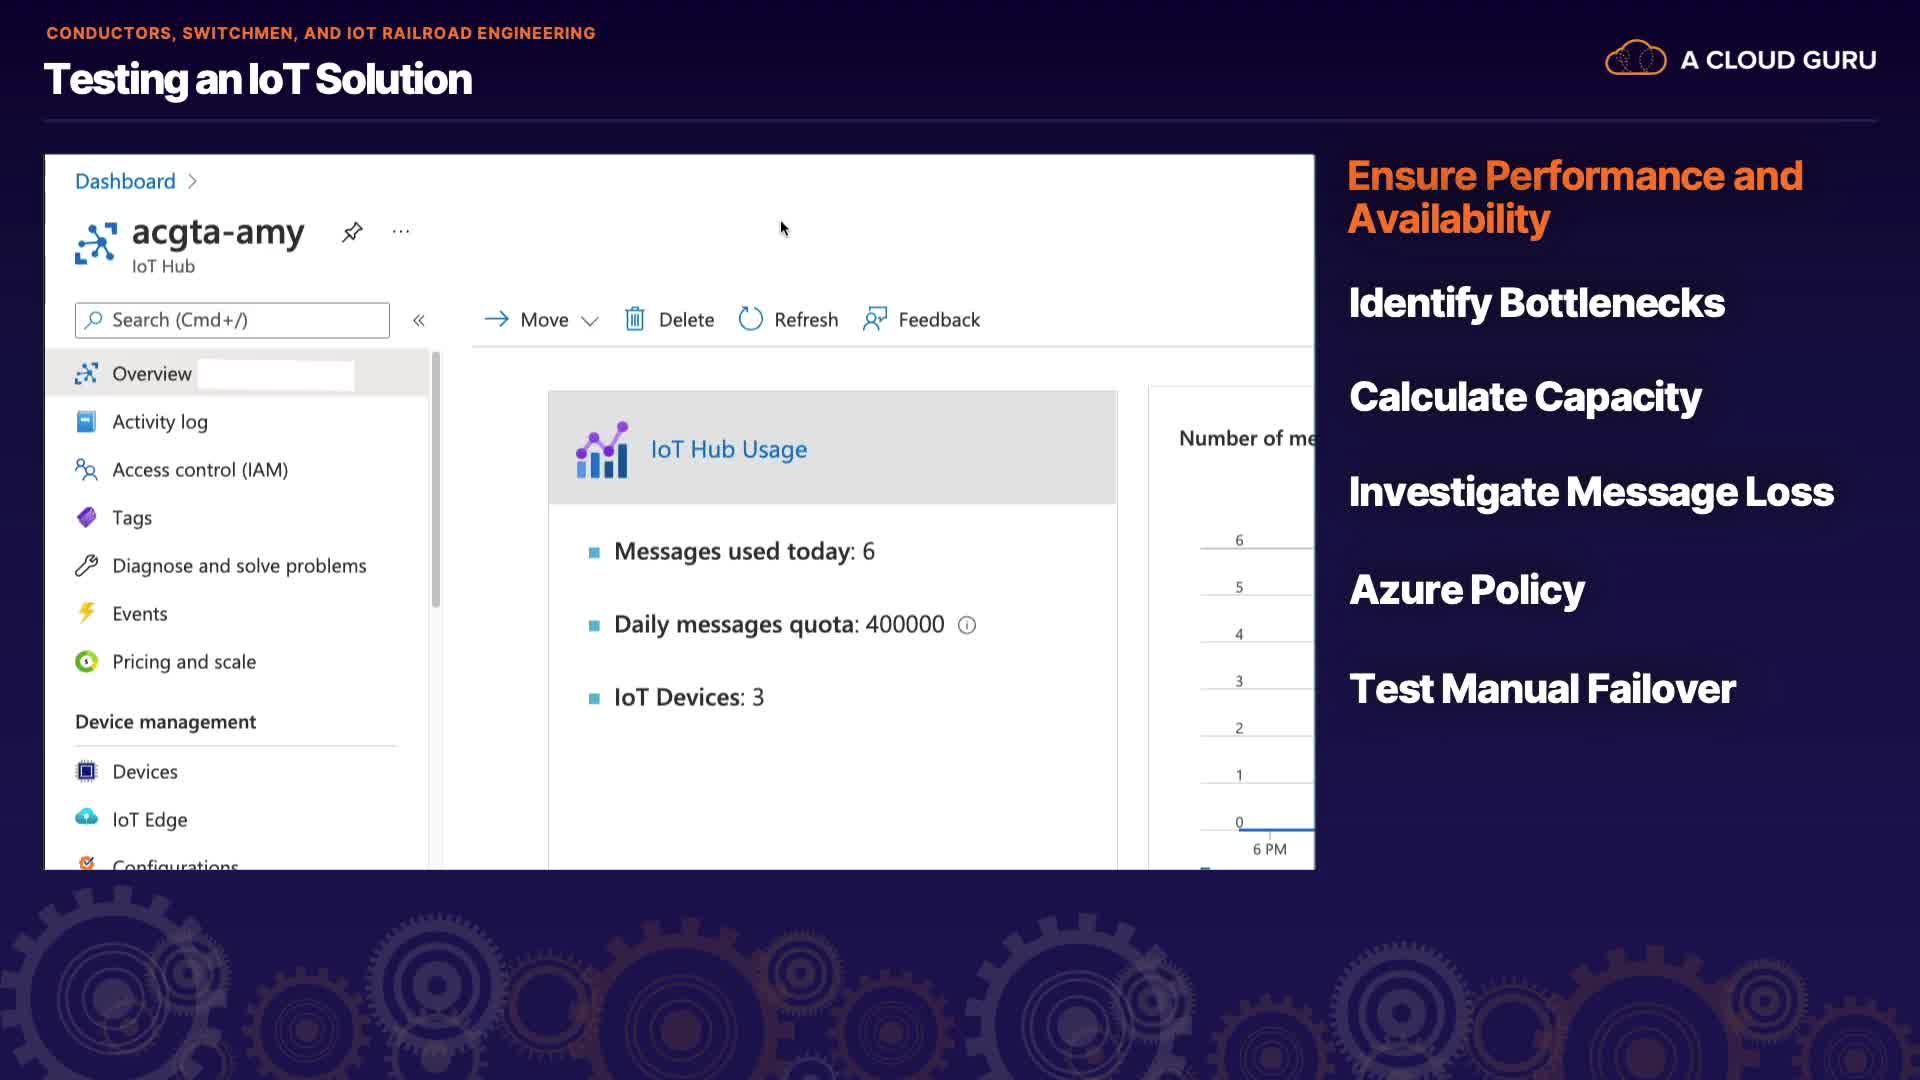 CONDUCTORS, SWITCHMEN, AND IOT RAILROAD ENGINEERING
Testing an IoT Solution
A CLOUD GURU
Dashboard
acgta-amy
IoT Hub
Search (Cmd+/)
Move
Delete
Refresh
Feedback
Overview
Activity log
Access control (IAM)
Tags
Diagnose and solve problems
Events
Pricing and scale
Device management
Devices
IoT Edge
Configurations
IoT Hub Usage
Messages used today: 6
Daily messages quota: 400000
IoT Devices: 3
Number of me
6
5
4
3
2
1
0
6 PM
Ensure Performance and
Availability
Identify Bottlenecks
Calculate Capacity
Investigate Message Loss
Azure Policy
Test Manual Failover